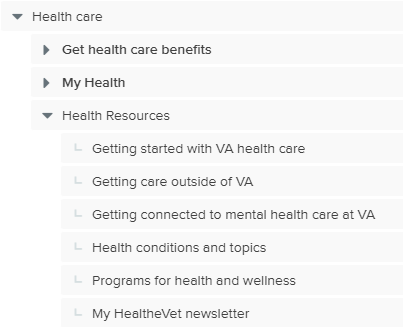 Health care
Get health care benefits
My Health
Health Resources
Getting started with VA health care
Getting care outside of VA
Getting connected to mental health care at VA
Health conditions and topics
Programs for health and wellness
My HealtheVet newsletter